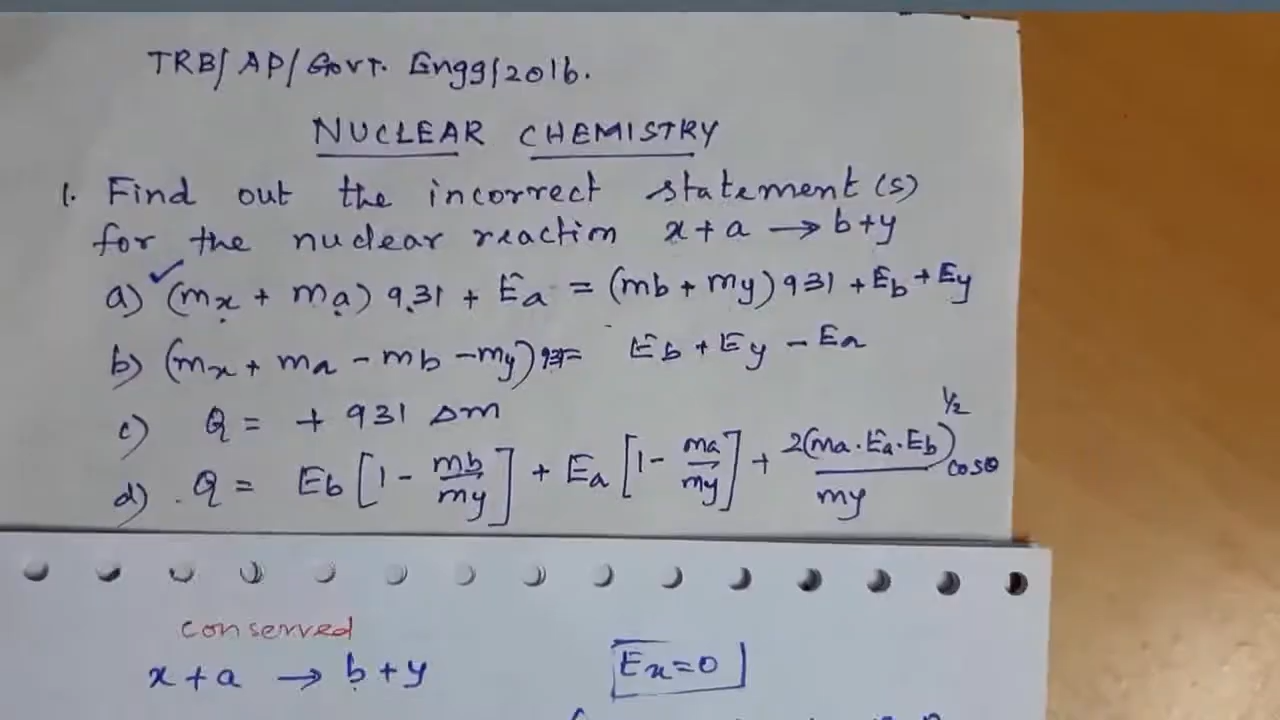 TRB/AP/Govt. Engg/2016.
NUCLEAR CHEMISTRY
1. Find out the incorrect statement(s)
for the nuclear reaction x+a → b+y
a) ✓ (mx + ma) 931 + Ea = (mb + my) 931 + Eb + Ey
b) (mx + ma - mb - my) 931 = Eb + Ey - Ea
c) Q = + 931 Δm
d) Q = Eb [1 - mb/my] + Ea [1 - ma/my] + 2(ma·Ea·Eb)^1/2/my cosθ
conserved
x+a → b+y
Ex=0